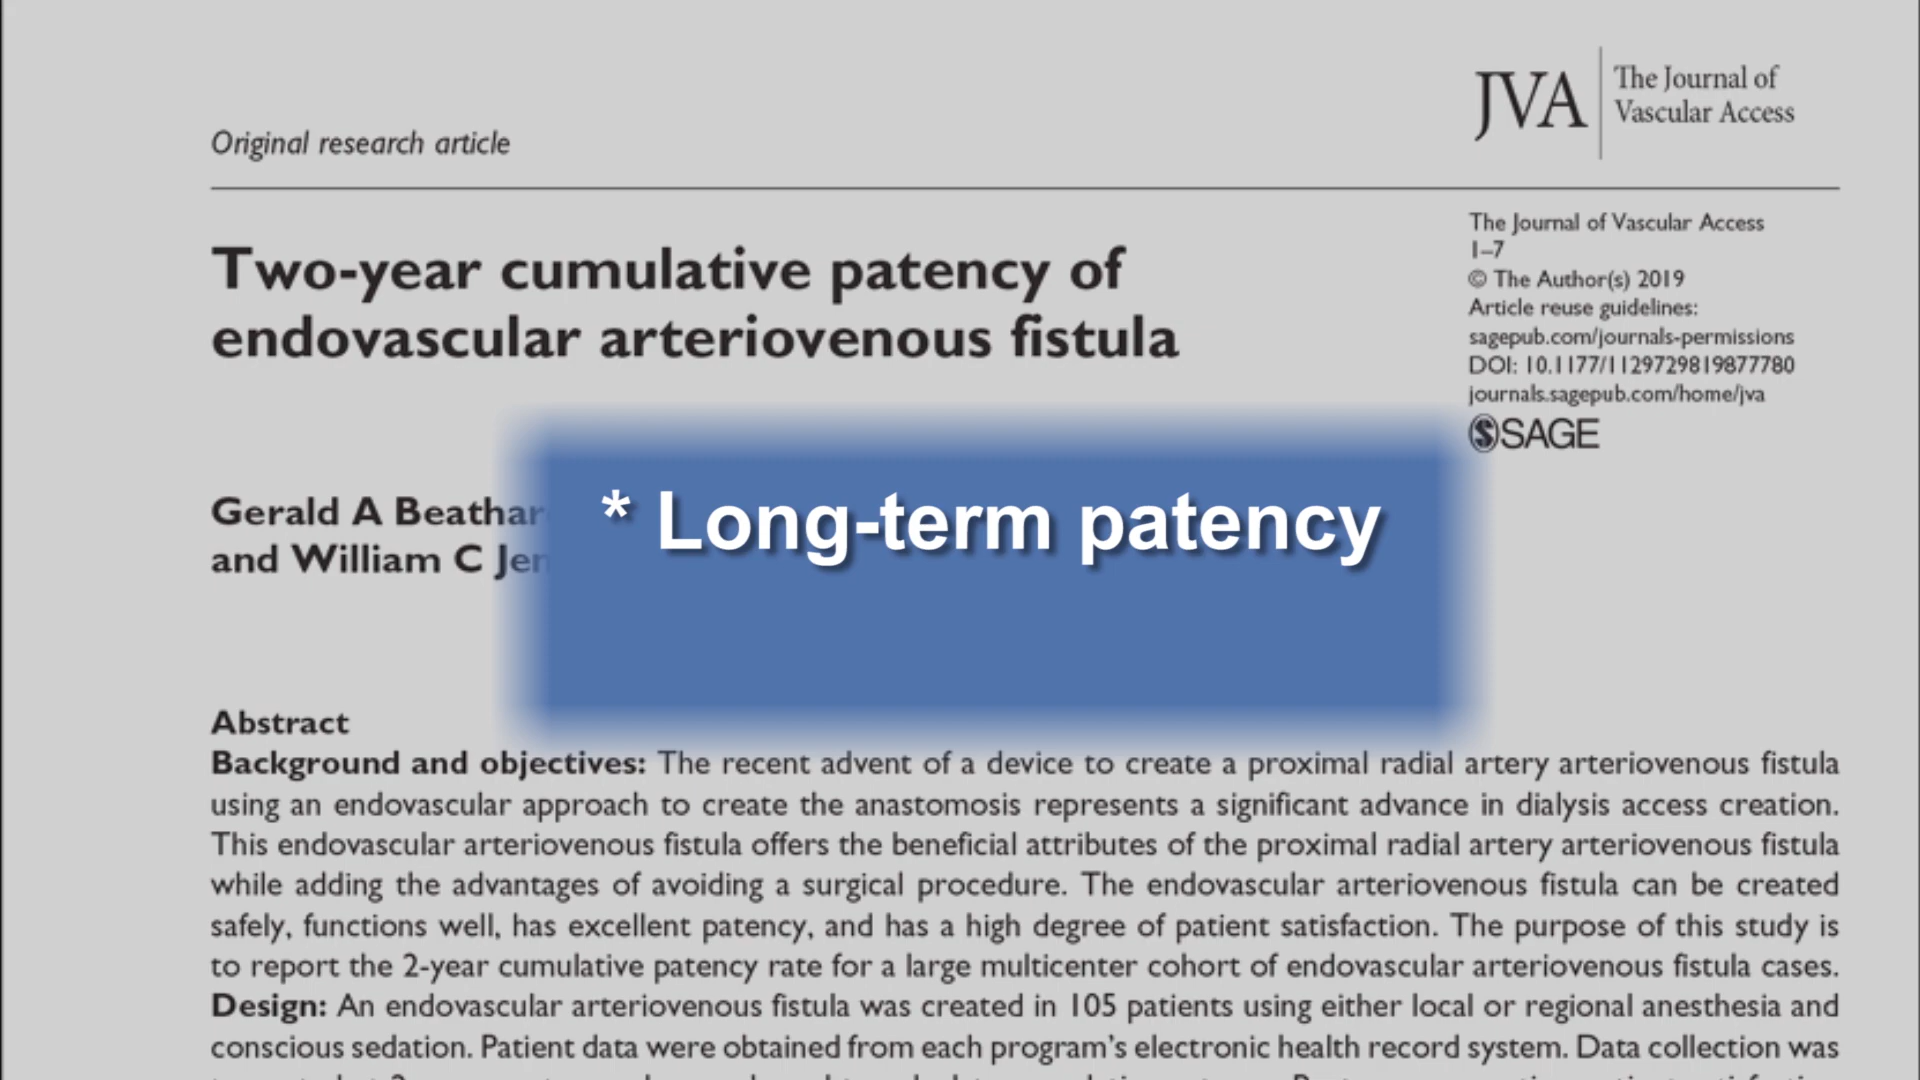 JVA
The Journal of
Vascular Access
Original research article
Two-year cumulative patency of
endovascular arteriovenous fistula
The Journal of Vascular Access
1–7
© The Author(s) 2019
Article reuse guidelines:
sagepub.com/journals-permissions
DOI: 10.1177/1129729819877780
journals.sagepub.com/home/jva
SAGE
Gerald A
and William C
* Long-term patency
Abstract
Background and objectives: The recent advent of a device to create a proximal radial artery arteriovenous fistula
using an endovascular approach to create the anastomosis represents a significant advance in dialysis access creation.
This endovascular arteriovenous fistula offers the beneficial attributes of the proximal radial artery arteriovenous fistula
while adding the advantages of avoiding a surgical procedure. The endovascular arteriovenous fistula can be created
safely, functions well, has excellent patency, and has a high degree of patient satisfaction. The purpose of this study is
to report the 2-year cumulative patency rate for a large multicenter cohort of endovascular arteriovenous fistula cases.
Design: An endovascular arteriovenous fistula was created in 105 patients using either local or regional anesthesia and
conscious sedation. Patient data were obtained from each program's electronic health record system. Data collection was